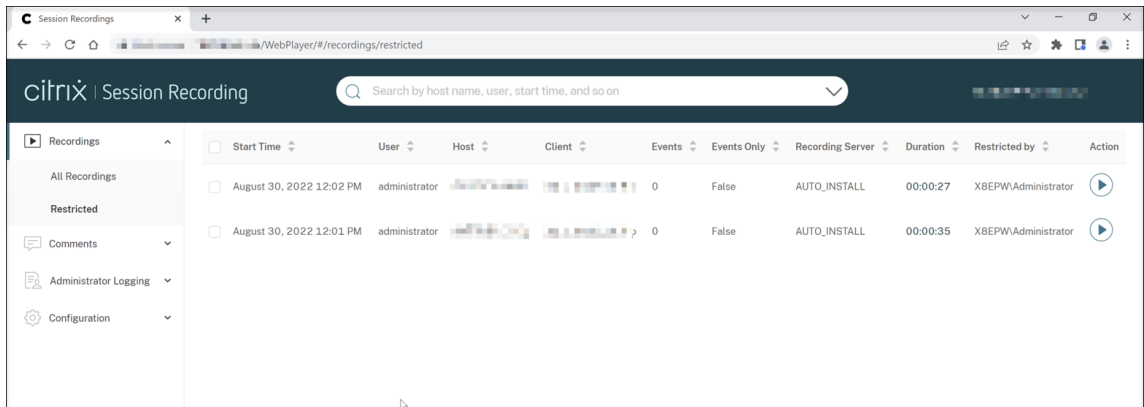 Session Recordings
/WebPlayer/#/recordings/restricted
citrix | Session Recording
Search by host name, user, start time, and so on
Recordings
All Recordings
Restricted
Comments
Administrator Logging
Configuration
Start Time User Host Client Events Events Only Recording Server Duration Restricted by Action
August 30, 2022 12:02 PM administrator 0 False AUTO_INSTALL 00:00:27 X8EPW\Administrator
August 30, 2022 12:01 PM administrator 0 False AUTO_INSTALL 00:00:35 X8EPW\Administrator